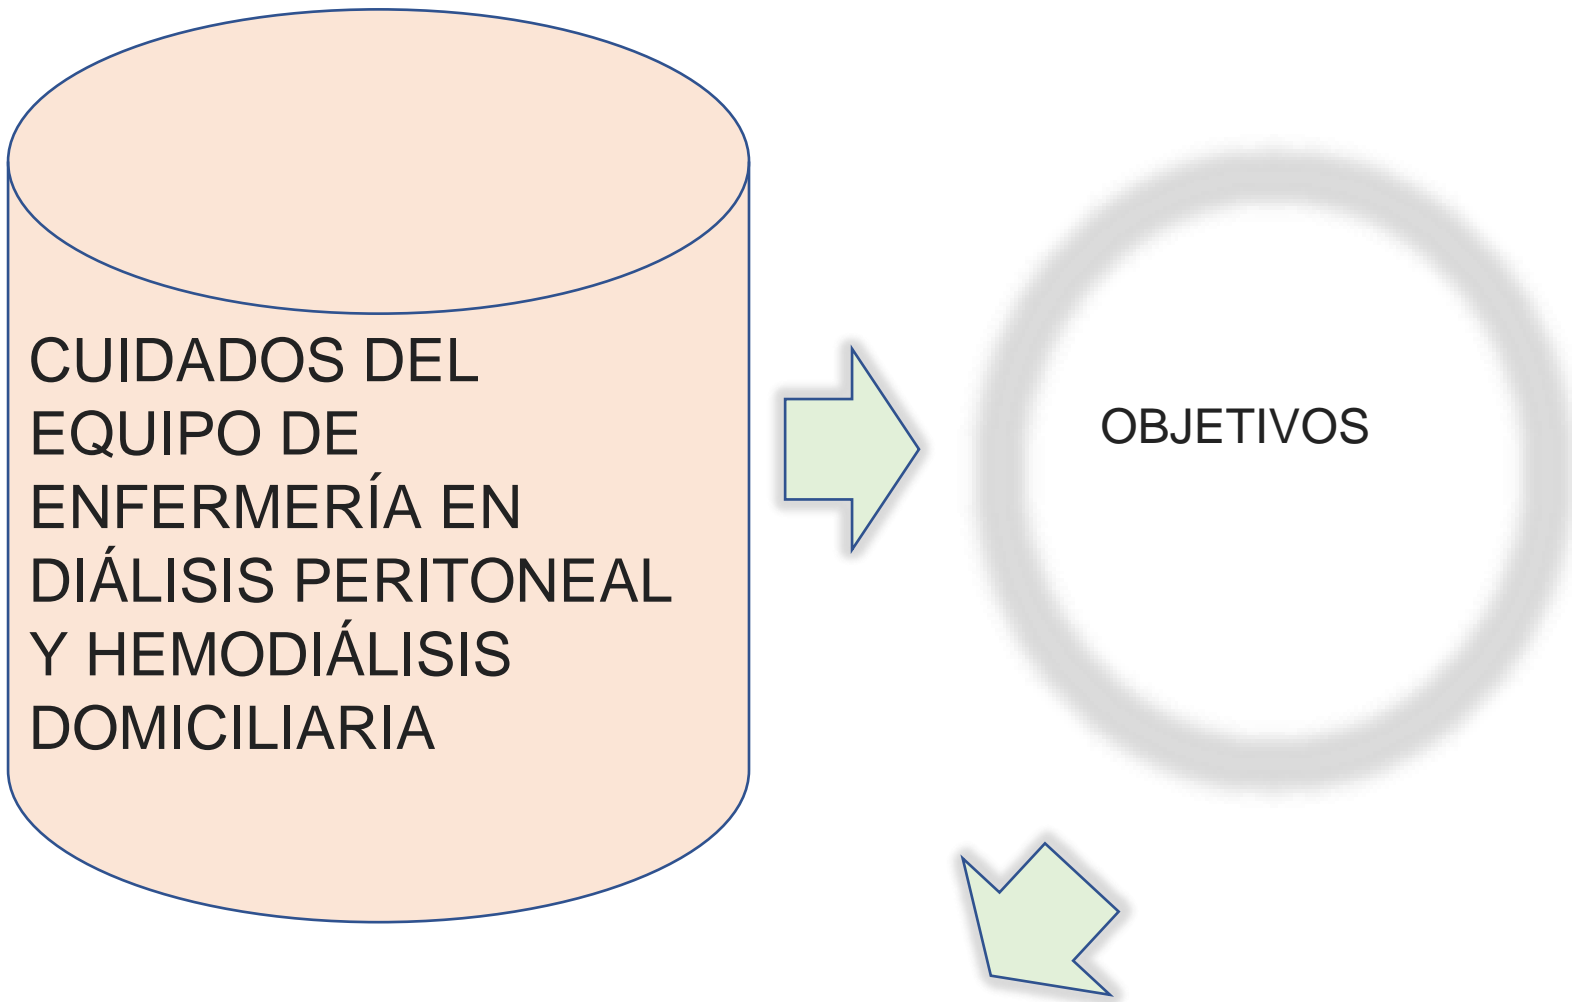 CUIDADOS DEL
EQUIPO DE
ENFERMERÍA EN
DIÁLISIS PERITONEAL
Y HEMODIÁLISIS
DOMICILIARIA
OBJETIVOS